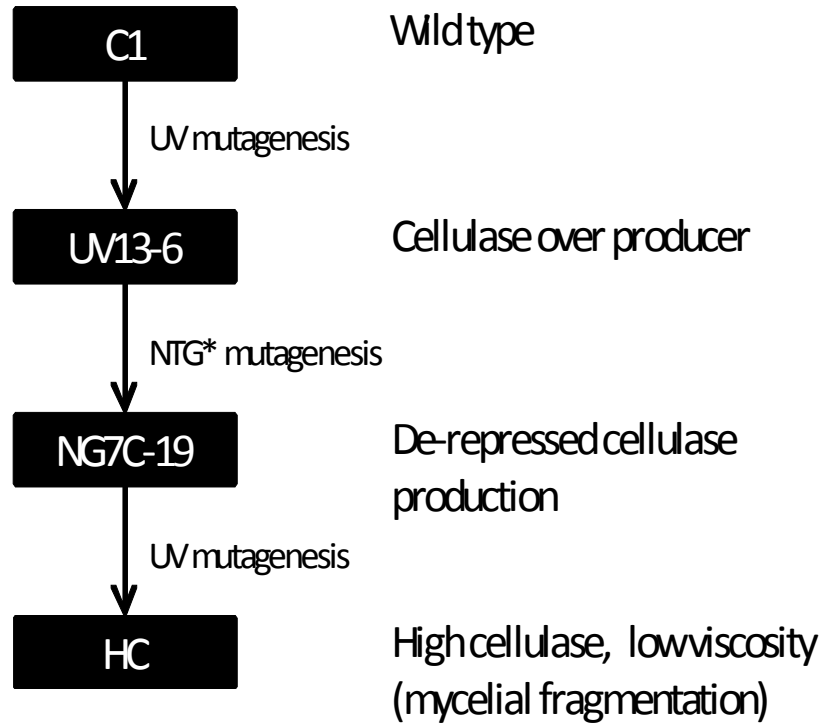 C1
Wild type
UV mutagenesis
UV13-6
Cellulase over producer
NTG* mutagenesis
NG7C-19
De-repressed cellulase
production
UV mutagenesis
HC
High cellulase, low viscosity
(mycelial fragmentation)